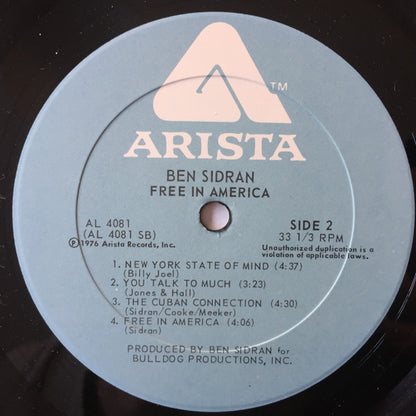 TM
ARISTA
BEN SIDRAN
FREE IN AMERICA
AL 4081
(AL 4081 SB)
℗1976 Arista Records, Inc.
SIDE 2
33 1/3 RPM
Unauthorized duplication is a
violation of applicable laws.
1. NEW YORK STATE OF MIND (4:37)
(Billy Joel)
2. YOU TALK TO MUCH (3:23)
(Jones & Hall)
3. THE CUBAN CONNECTION (4:30)
(Sidran/Cooke/Meeker)
4. FREE IN AMERICA (4:06)
(Sidran)
PRODUCED BY BEN SIDRAN for
BULLDOG PRODUCTIONS, INC.